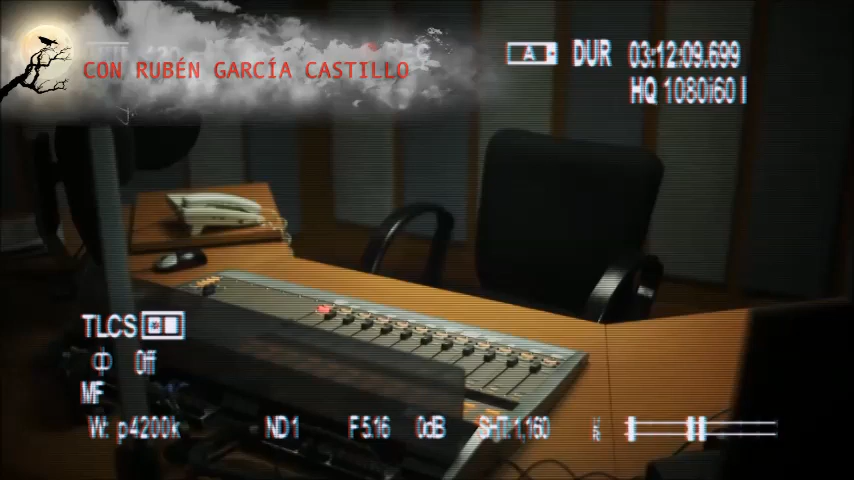 CON RUBÉN GARCÍA CASTILLO
A DUR 03:12:09.699
HQ 1080i60 I
TLCS
Off
MF
W: p4200k ND1 F5.16 0dB SHT:1,160